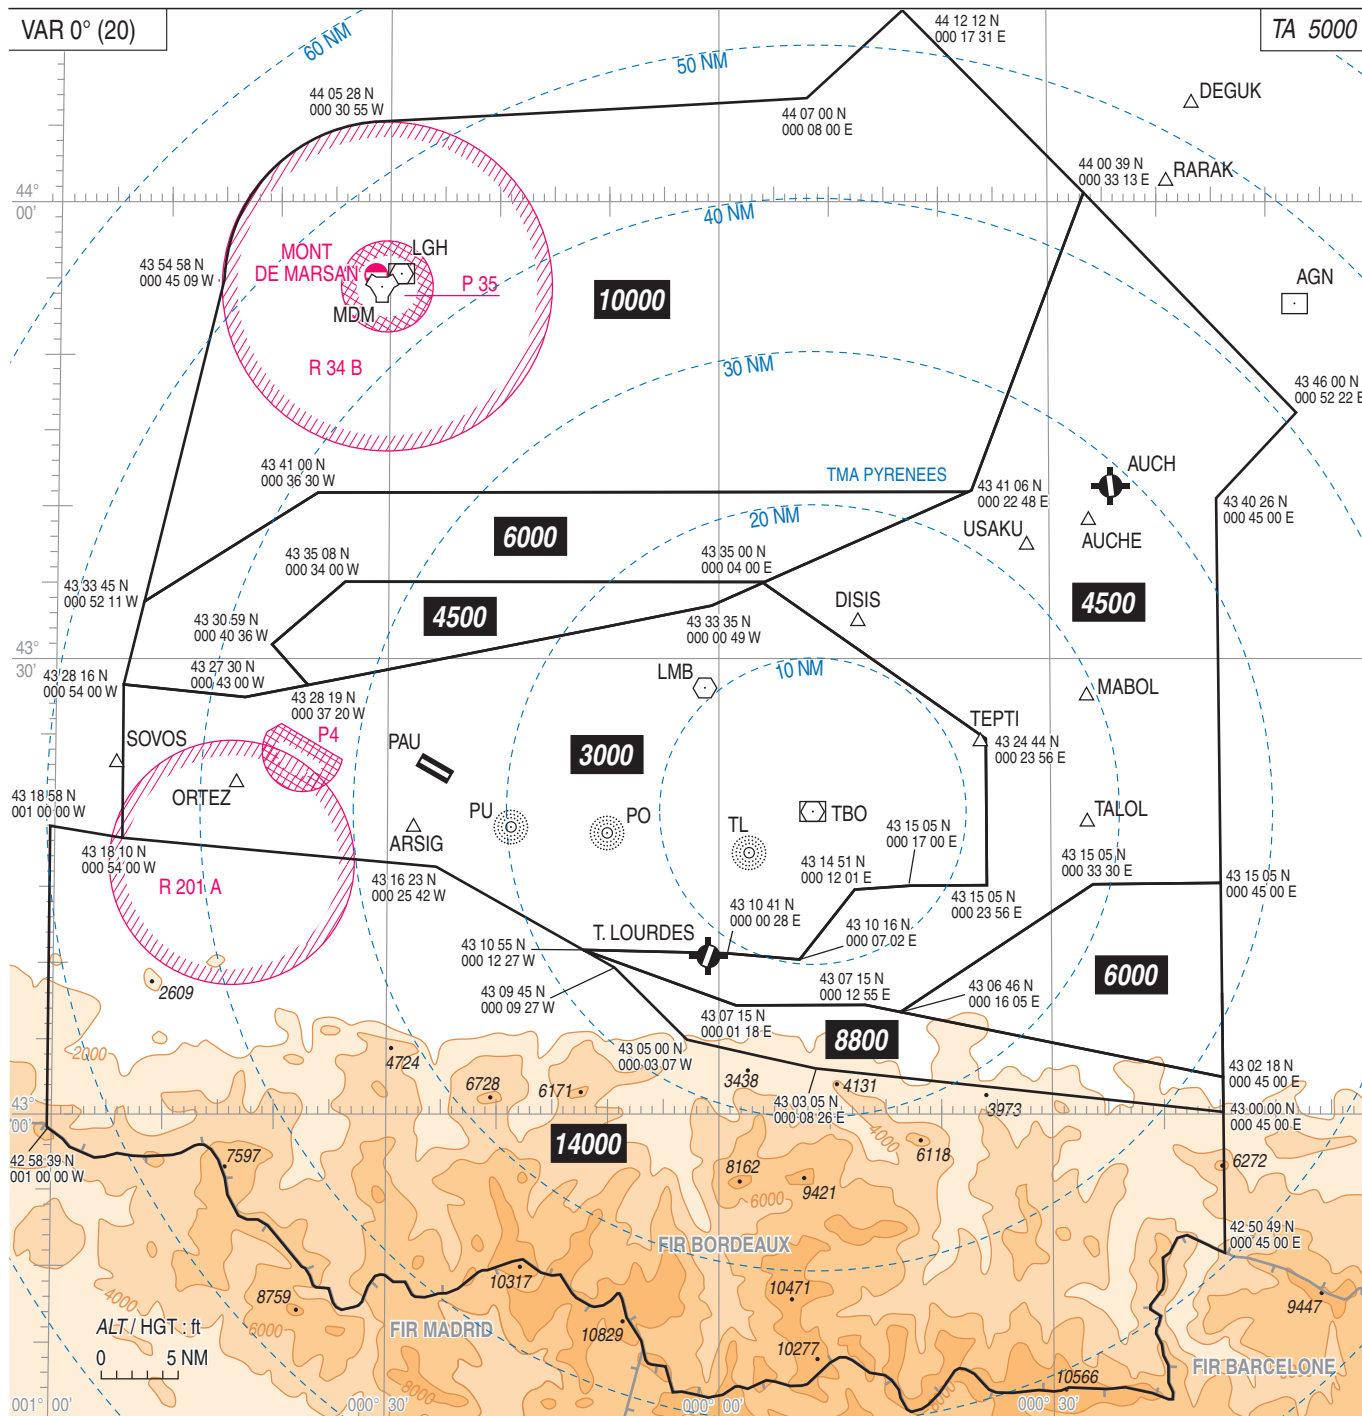 VAR 0° (20)
TA 5000
60 NM
50 NM
44 12 12 N
000 17 31 E
44 05 28 N
000 30 55 W
44 07 00 N
000 08 00 E
DEGUK
RARAK
44 00 39 N
000 33 13 E
44°
00'
40 NM
MONT
DE MARSAN
LGH
P 35
MDM
43 54 58 N
000 45 09 W
10000
AGN
R 34 B
30 NM
43 46 00 N
000 52 22 E
43 41 00 N
000 36 30 W
TMA PYRENEES
43 41 06 N
000 22 48 E
AUCH
43 40 26 N
000 45 00 E
20 NM
6000
USAKU
AUCHE
43 35 08 N
000 34 00 W
43 35 00 N
000 04 00 E
43 33 45 N
000 52 11 W
4500
DISIS
4500
43 30 59 N
000 40 36 W
43 33 35 N
000 00 49 W
43°
30'
43 27 30 N
000 43 00 W
43 28 16 N
000 54 00 W
43 28 19 N
000 37 20 W
LMB
10 NM
MABOL
TEPTI
43 24 44 N
000 23 56 E
SOVOS
P4
PAU
3000
ORTEZ
43 18 58 N
001 00 00 W
PU
PO
TBO
TALOL
TL
ARSIG
43 18 10 N
000 54 00 W
43 15 05 N
000 17 00 E
43 14 51 N
000 12 01 E
43 15 05 N
000 33 30 E
43 16 23 N
000 25 42 W
R 201 A
43 15 05 N
000 23 56 E
43 15 05 N
000 45 00 E
43 10 41 N
000 00 28 E
T. LOURDES
43 10 16 N
000 07 02 E
43 10 55 N
000 12 27 W
2609
43 09 45 N
000 09 27 W
43 07 15 N
000 12 55 E
43 06 46 N
000 16 05 E
6000
43 07 15 N
000 01 18 E
8800
2000
4724
43 05 00 N
000 03 07 W
43 02 18 N
000 45 00 E
6728
6171
3438
4131
3973
43 03 05 N
000 08 26 E
43°
00'
43 00 00 N
000 45 00 E
4000
14000
6118
42 58 39 N
001 00 00 W
7597
8162
9421
6000
6272
42 50 49 N
000 45 00 E
FIR BORDEAUX
10317
4000
8759
6000
10471
9447
ALT / HGT : ft
0 5 NM
FIR MADRID
10829
10277
FIR BARCELONE
8000
10566
6000
001° 00'
000° 30'
000° 00'
000° 30'